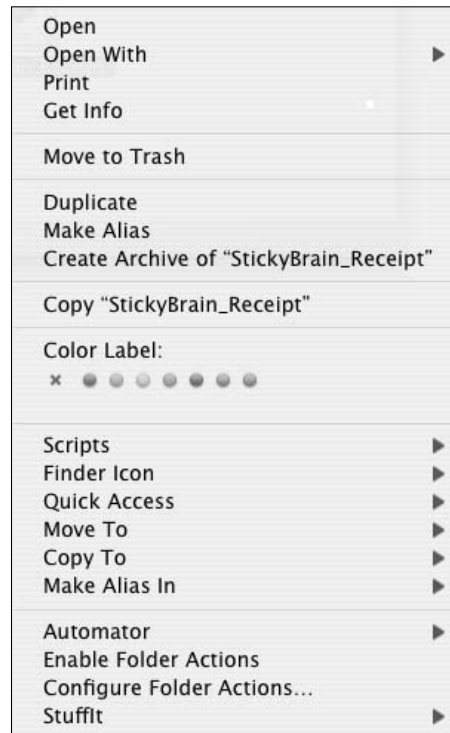 Open
Open With
Print
Get Info
Move to Trash
Duplicate
Make Alias
Create Archive of “StickyBrain_Receipt”
Copy “StickyBrain_Receipt”
Color Label:
Scripts
Finder Icon
Quick Access
Move To
Copy To
Make Alias In
Automator
Enable Folder Actions
Configure Folder Actions...
StuffIt